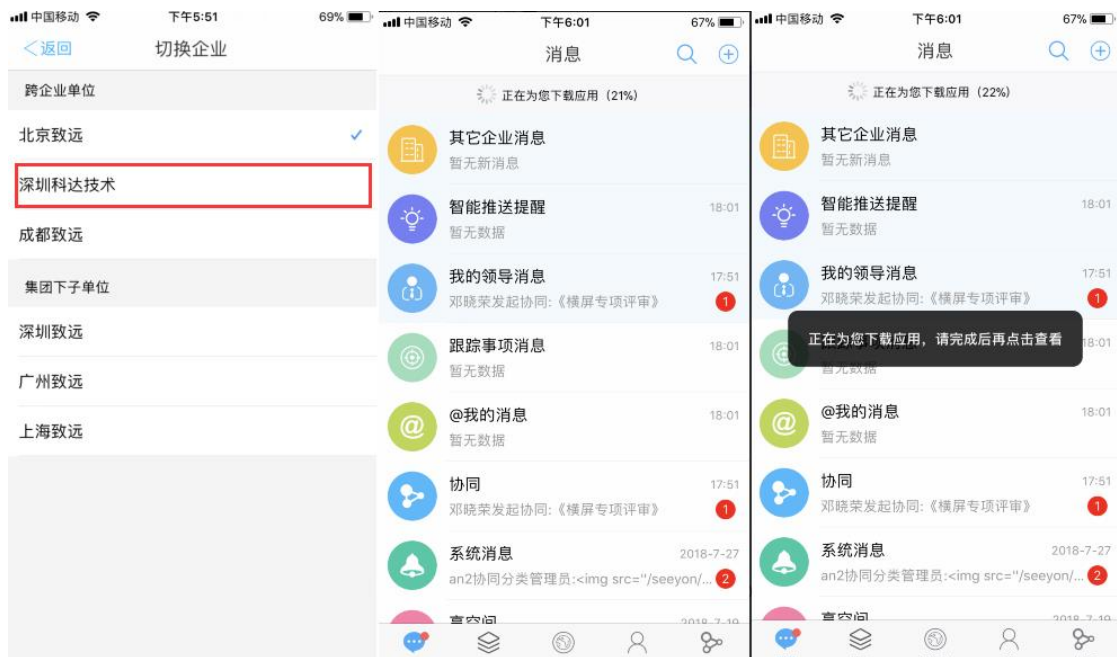 中国移动 下午5:51 69%
返回 切换企业
跨企业单位
北京致远
深圳科达技术
成都致远
集团下子单位
深圳致远
广州致远
上海致远
中国移动 下午6:01 67%
消息
正在为您下载应用（21%）
其它企业消息
暂无新消息
智能推送提醒 18:01
暂无数据
我的领导消息 17:51
邓晓荣发起协同:《横屏专项评审》 1
跟踪事项消息 18:01
暂无数据
@我的消息 18:01
暂无数据
协同 17:51
邓晓荣发起协同:《横屏专项评审》 1
系统消息 2018-7-27
an2协同分类管理员:<img src="/seeyon/... 2
中国移动 下午6:01 67%
消息
正在为您下载应用（22%）
其它企业消息
暂无新消息
智能推送提醒 18:01
暂无数据
我的领导消息 17:51
邓晓荣发起协同:《横屏专项评审》 1
正在为您下载应用，请完成后再点击查看
18:01
暂无数据
@我的消息 18:01
暂无数据
协同 17:51
邓晓荣发起协同:《横屏专项评审》 1
系统消息 2018-7-27
an2协同分类管理员:<img src="/seeyon/... 2